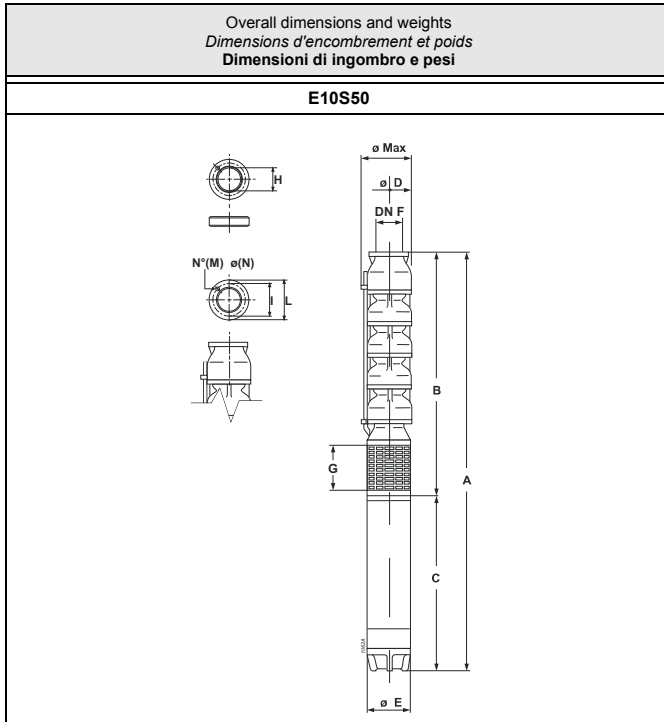 Overall dimensions and weights
Dimensions d'encombrement et poids
Dimensioni di ingombro e pesi
E10S50
ø Max
ø D
DN F
H
N°(M) ø(N)
I
L
B
A
G
C
ø E